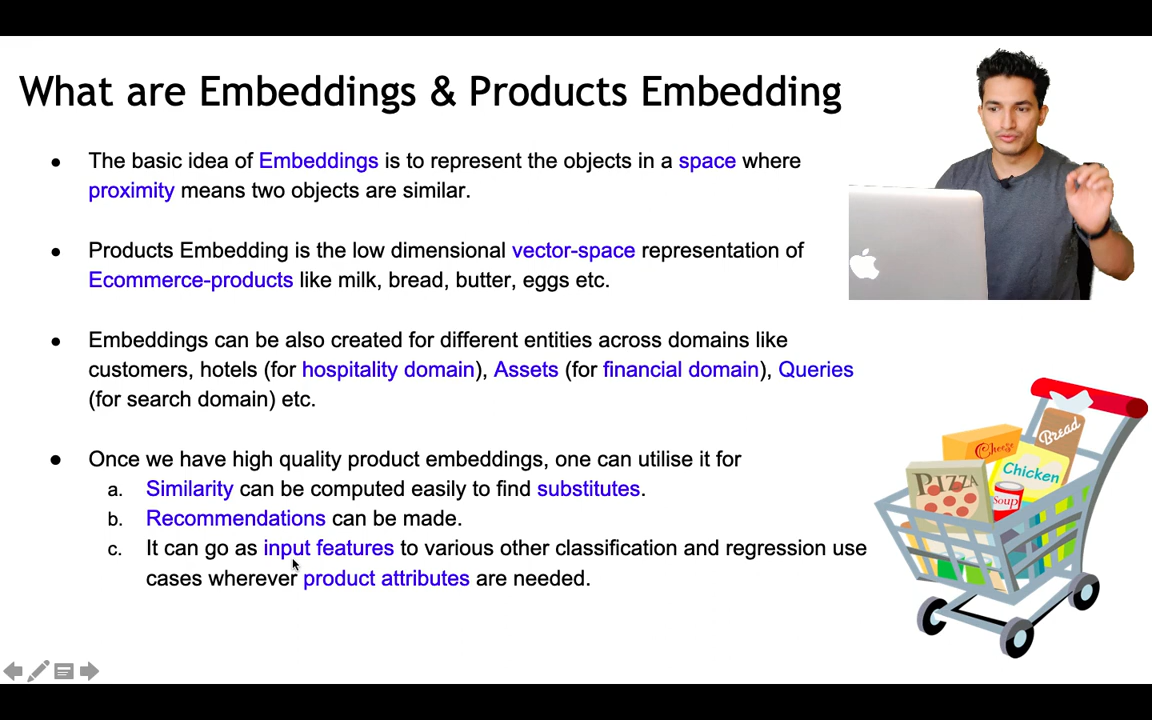 What are Embeddings & Products Embedding
● The basic idea of Embeddings is to represent the objects in a space where
proximity means two objects are similar.
● Products Embedding is the low dimensional vector-space representation of
Ecommerce-products like milk, bread, butter, eggs etc.
● Embeddings can be also created for different entities across domains like
customers, hotels (for hospitality domain), Assets (for financial domain), Queries
(for search domain) etc.
● Once we have high quality product embeddings, one can utilise it for
a. Similarity can be computed easily to find substitutes.
b. Recommendations can be made.
c. It can go as input features to various other classification and regression use
cases wherever product attributes are needed.
Bread
Chicken
PIZZA
Soup